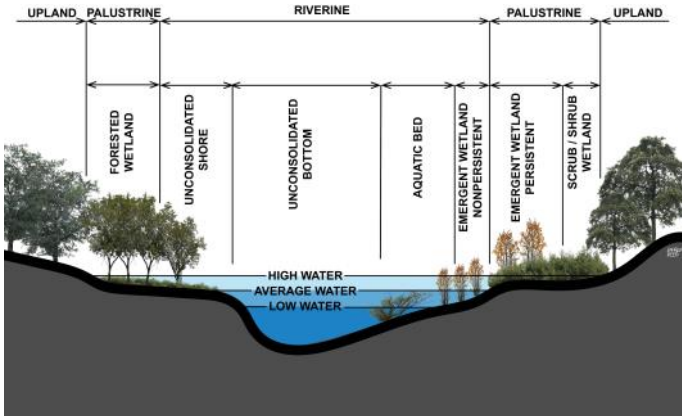 UPLAND
PALUSTRINE
RIVERINE
PALUSTRINE
UPLAND
FORESTED
WETLAND
UNCONSOLIDATED
SHORE
UNCONSOLIDATED
BOTTOM
AQUATIC BED
EMERGENT WETLAND
NONPERSISTENT
EMERGENT WETLAND
PERSISTENT
SCRUB / SHRUB
WETLAND
HIGH WATER
AVERAGE WATER
LOW WATER